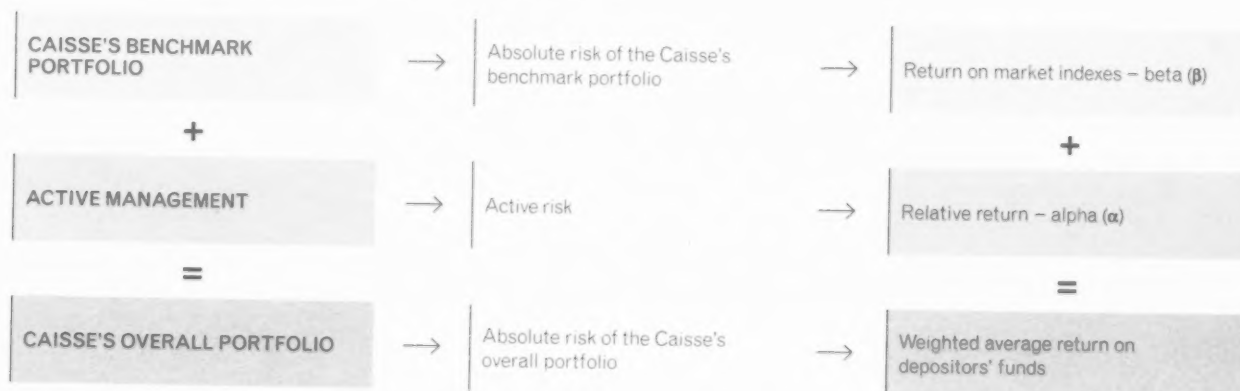 CAISSE'S BENCHMARK
PORTFOLIO
→
Absolute risk of the Caisse's
benchmark portfolio
→
Return on market indexes – beta (β)
+
+
ACTIVE MANAGEMENT
→
Active risk
→
Relative return – alpha (α)
=
=
CAISSE'S OVERALL PORTFOLIO
→
Absolute risk of the Caisse's
overall portfolio
→
Weighted average return on
depositors' funds